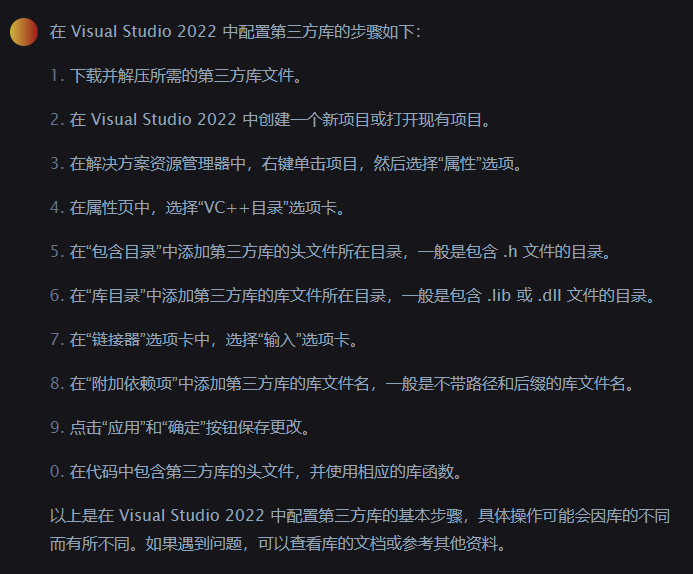 在 Visual Studio 2022 中配置第三方库的步骤如下：
1. 下载并解压所需的第三方库文件。
2. 在 Visual Studio 2022 中创建一个新项目或打开现有项目。
3. 在解决方案资源管理器中，右键单击项目，然后选择“属性”选项。
4. 在属性页中，选择“VC++目录”选项卡。
5. 在“包含目录”中添加第三方库的头文件所在目录，一般是包含 .h 文件的目录。
6. 在“库目录”中添加第三方库的库文件所在目录，一般是包含 .lib 或 .dll 文件的目录。
7. 在“链接器”选项卡中，选择“输入”选项卡。
8. 在“附加依赖项”中添加第三方库的库文件名，一般是不带路径和后缀的库文件名。
9. 点击“应用”和“确定”按钮保存更改。
0. 在代码中包含第三方库的头文件，并使用相应的库函数。
以上是在 Visual Studio 2022 中配置第三方库的基本步骤，具体操作可能会因库的不同
而有所不同。如果遇到问题，可以查看库的文档或参考其他资料。